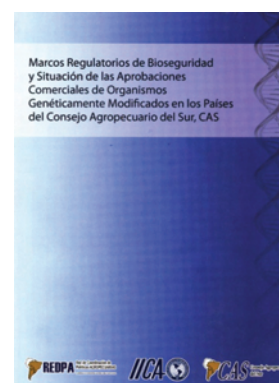 Marcos Regulatorios de Bioseguridad
y Situación de las Aprobaciones
Comerciales de Organismos
Genéticamente Modificados en los Países
del Consejo Agropecuario del Sur, CAS
REDPA
IICA
CAS